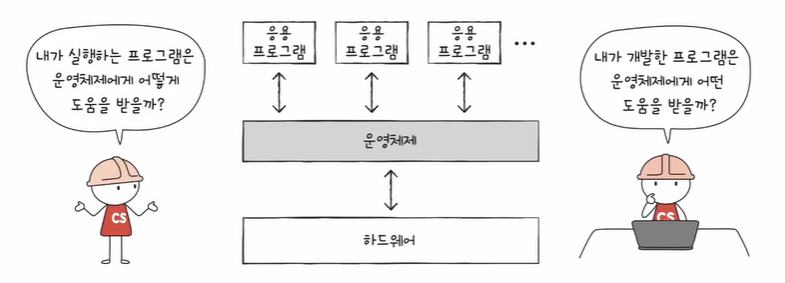 내가 실행하는 프로그램은
운영체제에게 어떻게
도움을 받을까?
CS
응용
프로그램
응용
프로그램
응용
프로그램
...
운영체제
하드웨어
내가 개발한 프로그램은
운영체제에게 어떤
도움을 받을까?
CS